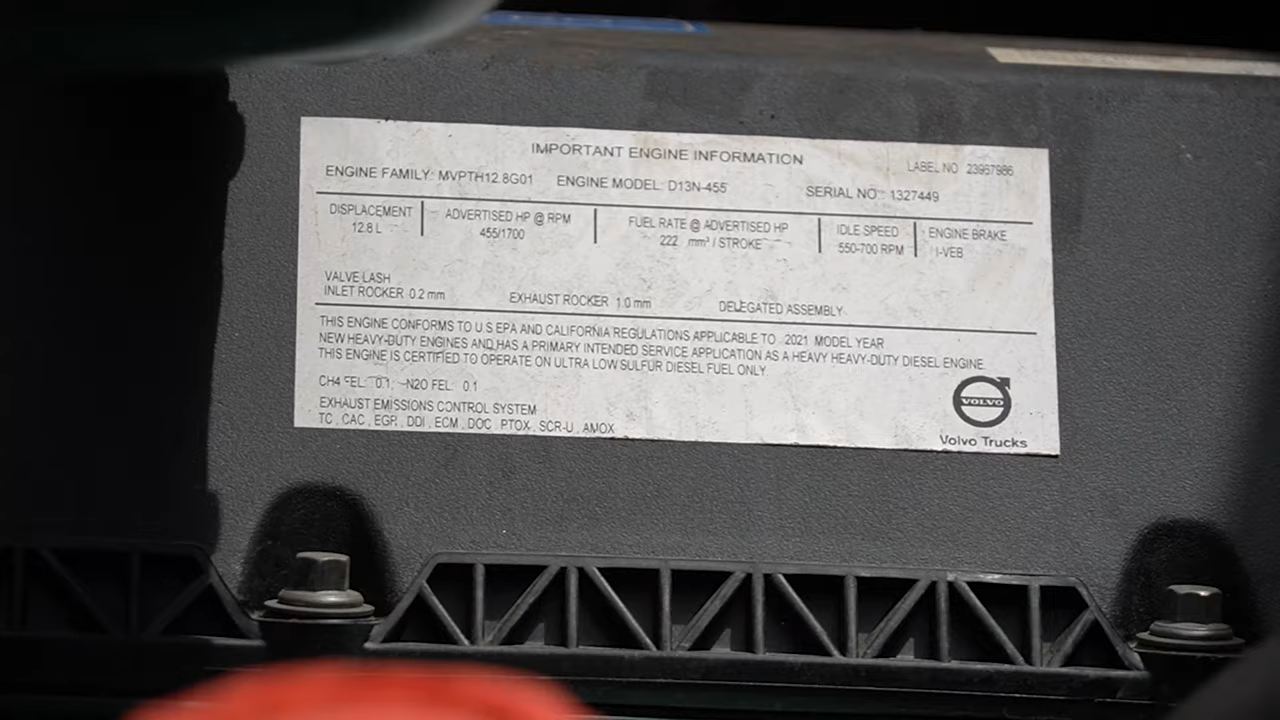 IMPORTANT ENGINE INFORMATION
LABEL NO 23967986
ENGINE FAMILY: MVPTH12.8G01 ENGINE MODEL: D13N-455 SERIAL NO.: 1327449
DISPLACEMENT ADVERTISED HP @ RPM FUEL RATE @ ADVERTISED HP IDLE SPEED ENGINE BRAKE
12.8 L 455/1700 222 mm³ / STROKE 550-700 RPM I-VEB
VALVE LASH
INLET ROCKER 0.2 mm EXHAUST ROCKER 1.0 mm DELEGATED ASSEMBLY
THIS ENGINE CONFORMS TO U S EPA AND CALIFORNIA REGULATIONS APPLICABLE TO 2021 MODEL YEAR
NEW HEAVY-DUTY ENGINES AND HAS A PRIMARY INTENDED SERVICE APPLICATION AS A HEAVY HEAVY-DUTY DIESEL ENGINE.
THIS ENGINE IS CERTIFIED TO OPERATE ON ULTRA LOW SULFUR DIESEL FUEL ONLY.
CH4 FEL: 0.1; N2O FEL: 0.1
EXHAUST EMISSIONS CONTROL SYSTEM
TC , CAC , EGR , DDI , ECM , DOC , PTOX , SCR-U , AMOX
VOLVO
Volvo Trucks